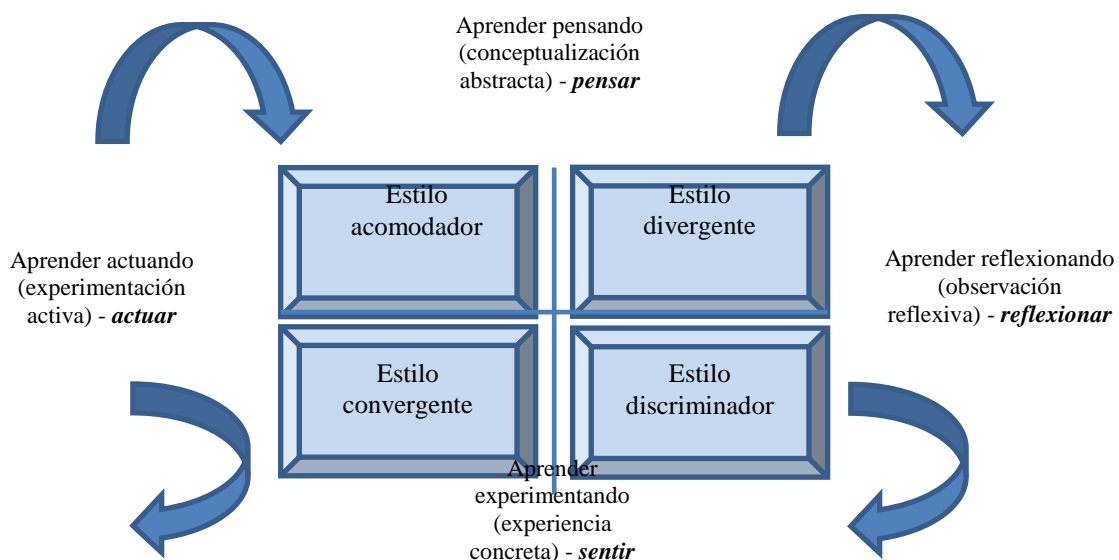 Aprender pensando
(conceptualización
abstracta) - pensar
Estilo
acomodador
Estilo
divergente
Aprender actuando
(experimentación
activa) - actuar
Aprender reflexionando
(observación
reflexiva) - reflexionar
Estilo
convergente
Estilo
discriminador
Aprender
experimentando
(experiencia
concreta) - sentir